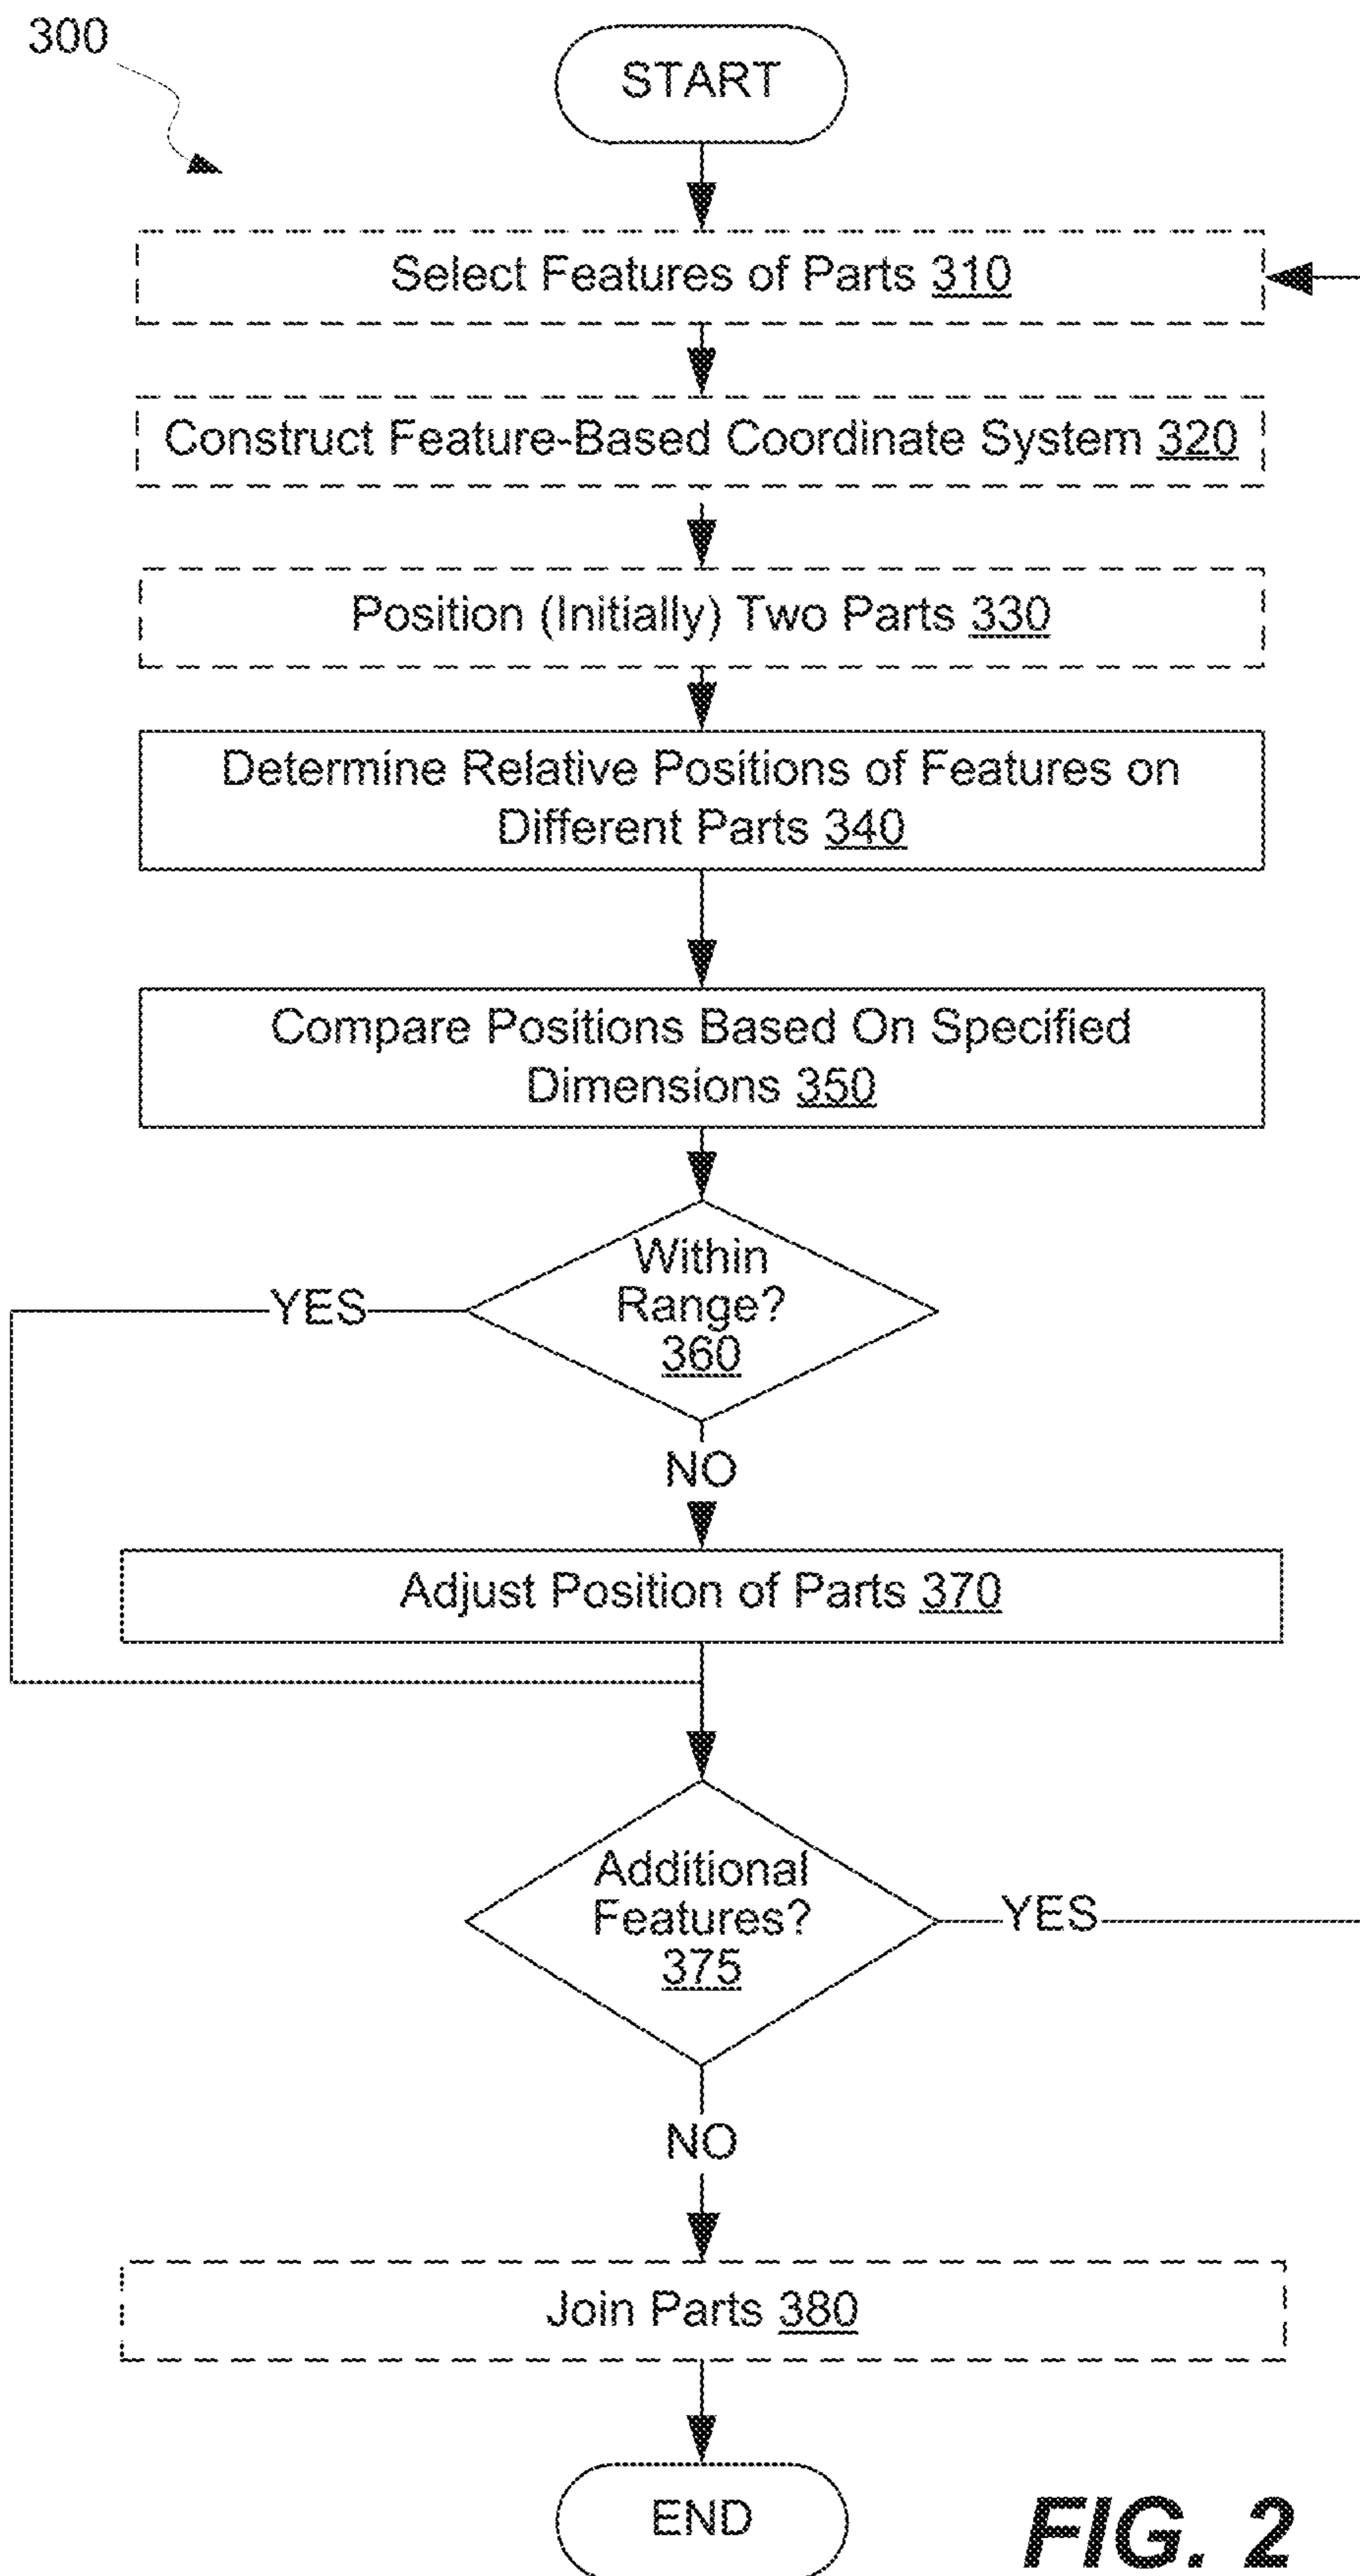 300
START
Select Features of Parts 310
Construct Feature-Based Coordinate System 320
Position (Initially) Two Parts 330
Determine Relative Positions of Features on
Different Parts 340
Compare Positions Based On Specified
Dimensions 350
Within
Range?
360
YES
NO
Adjust Position of Parts 370
Additional
Features?
375
YES
NO
Join Parts 380
END
FIG. 2